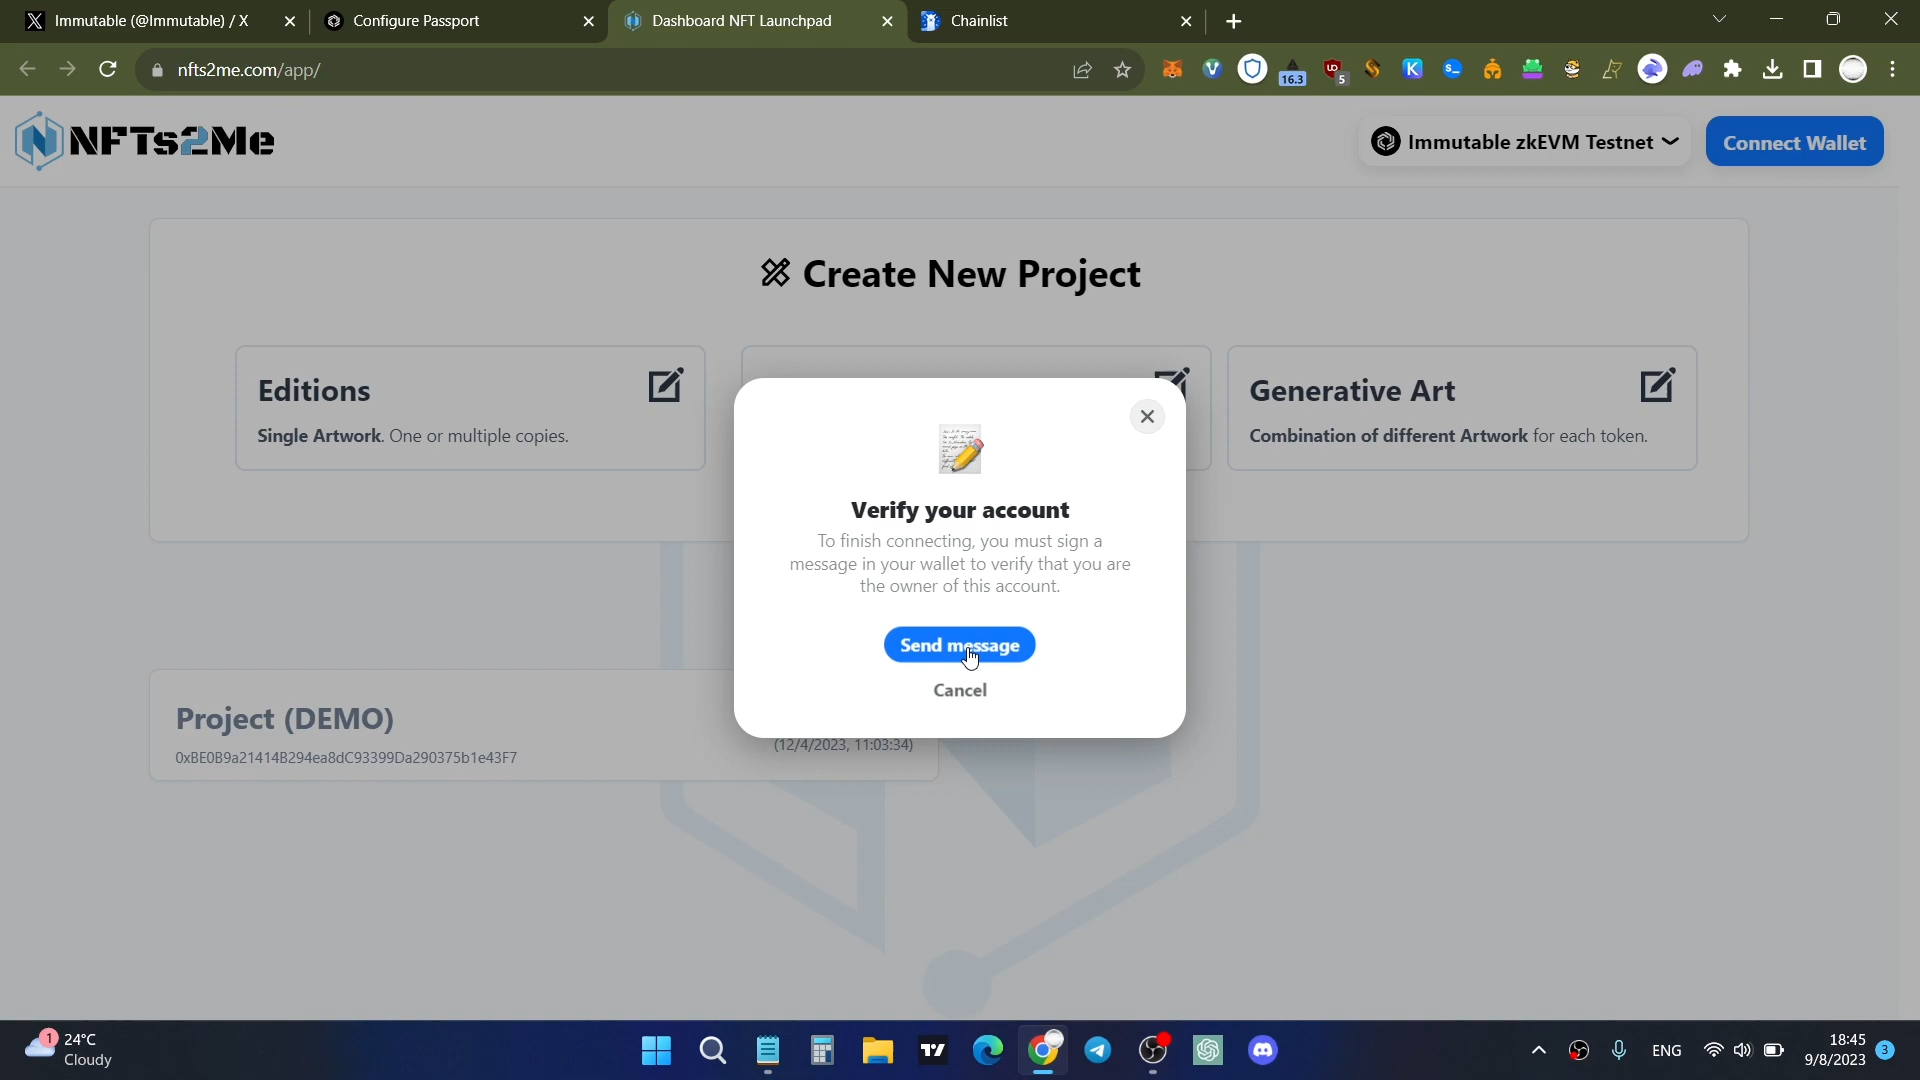 Immutable (@Immutable) / X
Configure Passport
Dashboard NFT Launchpad
Chainlist
nfts2me.com/app/
16.3
5
NFTs2Me
Immutable zkEVM Testnet
Connect Wallet
Create New Project
Editions
Single Artwork. One or multiple copies.
Generative Art
Combination of different Artwork for each token.
Verify your account
To finish connecting, you must sign a
message in your wallet to verify that you are
the owner of this account.
Send message
Cancel
Project (DEMO)
0xBE0B9a21414B294ea8dC93399Da290375b1e43F7
(12/4/2023, 11:03:34)
1
24°C
Cloudy
ENG
18:45
9/8/2023
3